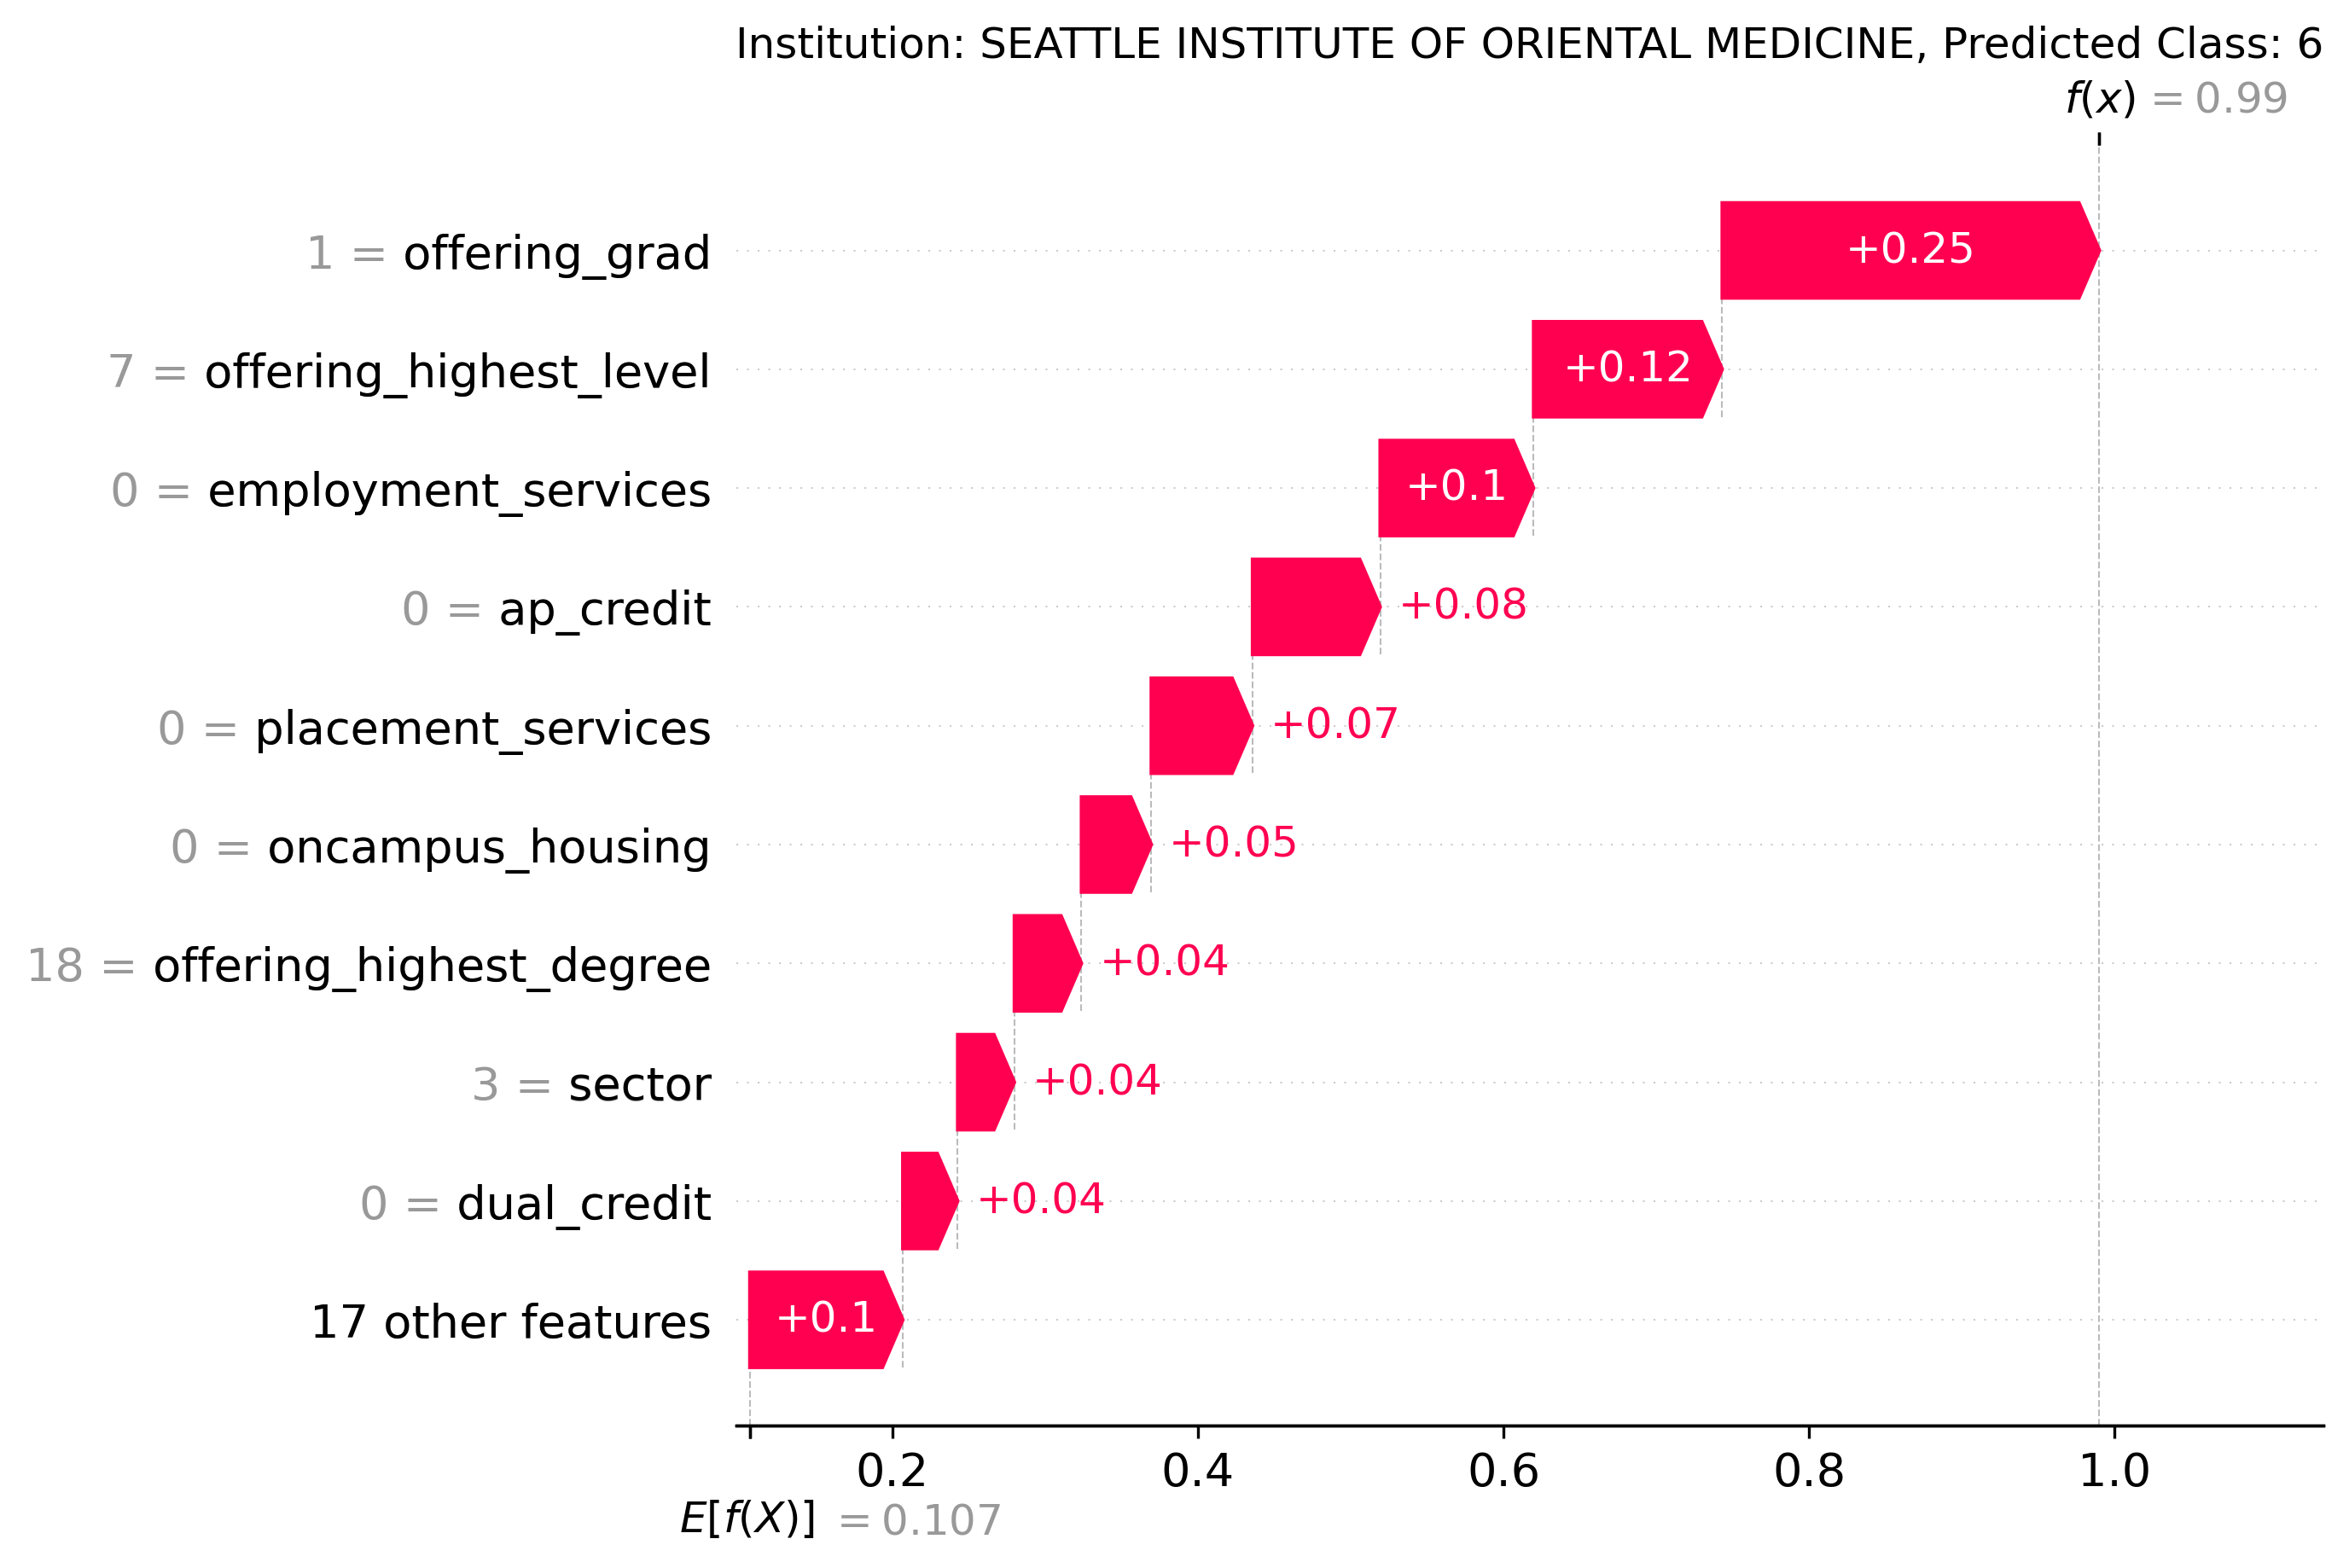 Institution: SEATTLE INSTITUTE OF ORIENTAL MEDICINE, Predicted Class: 6
f(x) = 0.99
1 = offering_grad +0.25
7 = offering_highest_level +0.12
0 = employment_services +0.1
0 = ap_credit +0.08
0 = placement_services +0.07
0 = oncampus_housing +0.05
18 = offering_highest_degree +0.04
3 = sector +0.04
0 = dual_credit +0.04
17 other features +0.1
0.2 0.4 0.6 0.8 1.0
E[f(X)] = 0.107